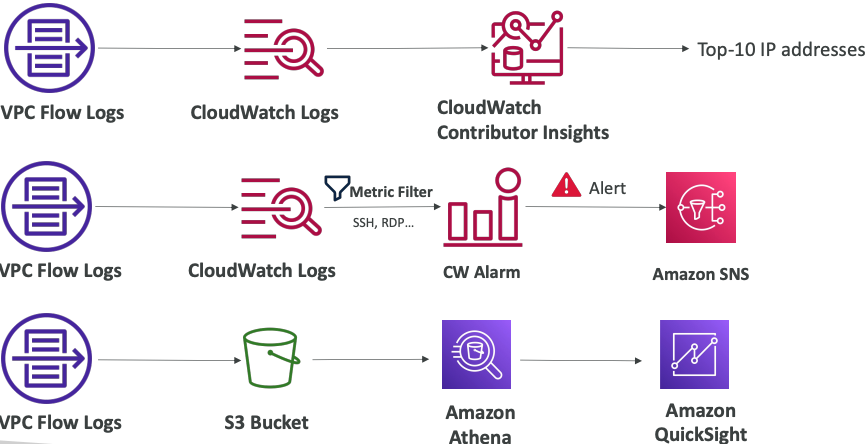 Top-10 IP addresses
VPC Flow Logs
CloudWatch Logs
CloudWatch
Contributor Insights
Metric Filter
SSH, RDP...
Alert
VPC Flow Logs
CloudWatch Logs
CW Alarm
Amazon SNS
VPC Flow Logs
S3 Bucket
Amazon
Athena
Amazon
QuickSight